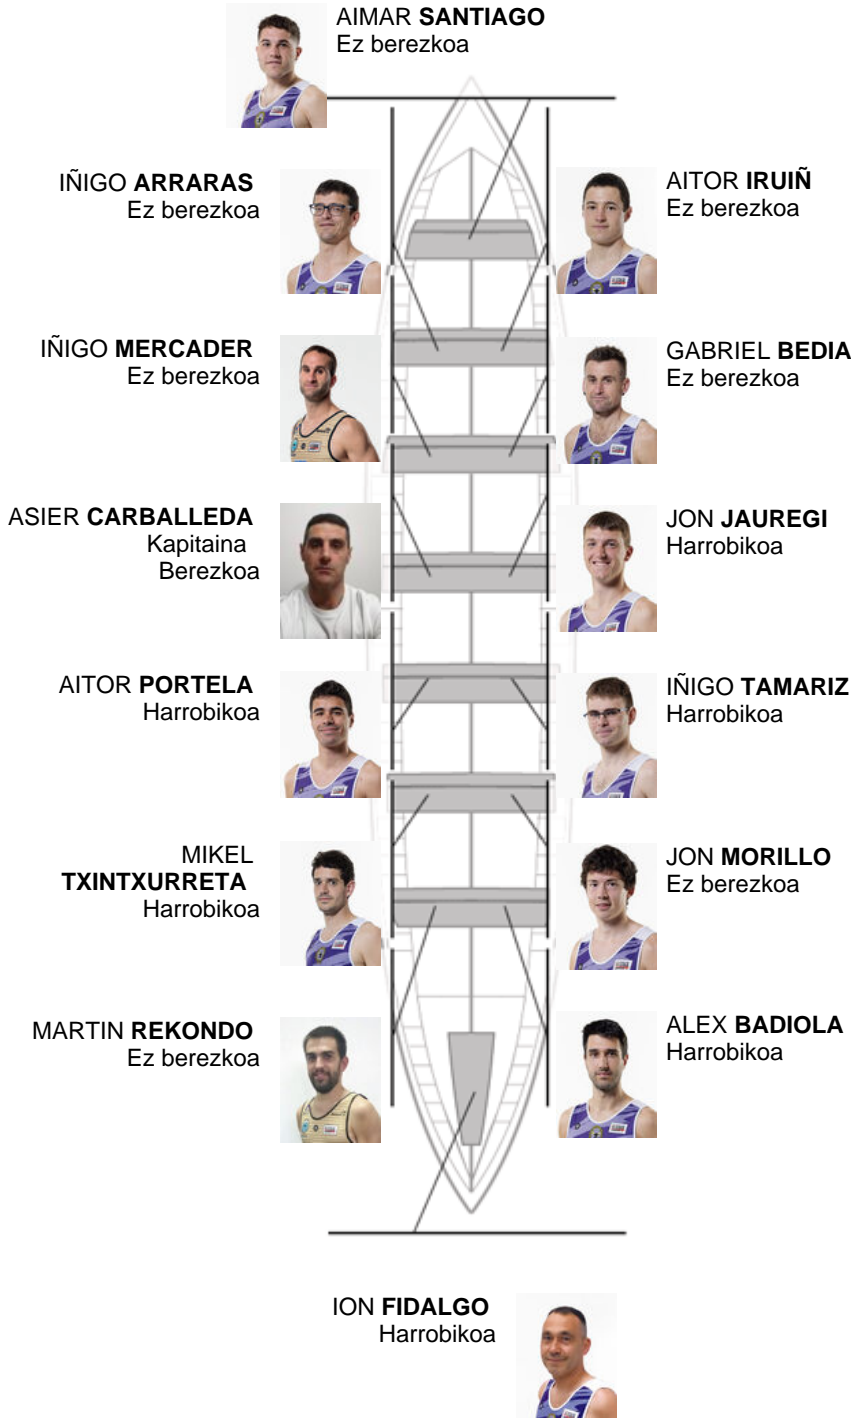 AIMAR SANTIAGO
Ez berezkoa
IÑIGO ARRARAS
Ez berezkoa
AITOR IRUIÑ
Ez berezkoa
IÑIGO MERCADER
Ez berezkoa
GABRIEL BEDIA
Ez berezkoa
ASIER CARBALLEDA
Kapitaina
Berezkoa
JON JAUREGI
Harrobikoa
AITOR PORTELA
Harrobikoa
IÑIGO TAMARIZ
Harrobikoa
MIKEL
TXINTXURRETA
Harrobikoa
JON MORILLO
Ez berezkoa
MARTIN REKONDO
Ez berezkoa
ALEX BADIOLA
Harrobikoa
ION FIDALGO
Harrobikoa